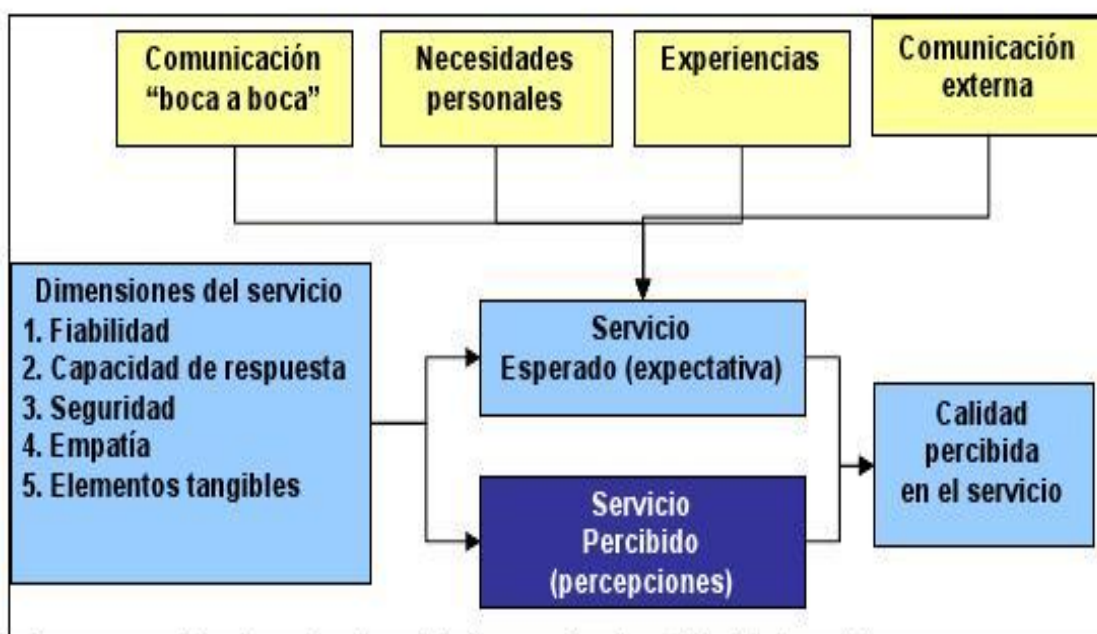 Comunicación
“boca a boca”
Necesidades
personales
Experiencias
Comunicación
externa
Dimensiones del servicio
1. Fiabilidad
2. Capacidad de respuesta
3. Seguridad
4. Empatía
5. Elementos tangibles
Servicio
Esperado (expectativa)
Servicio
Percibido
(percepciones)
Calidad
percibida
en el servicio